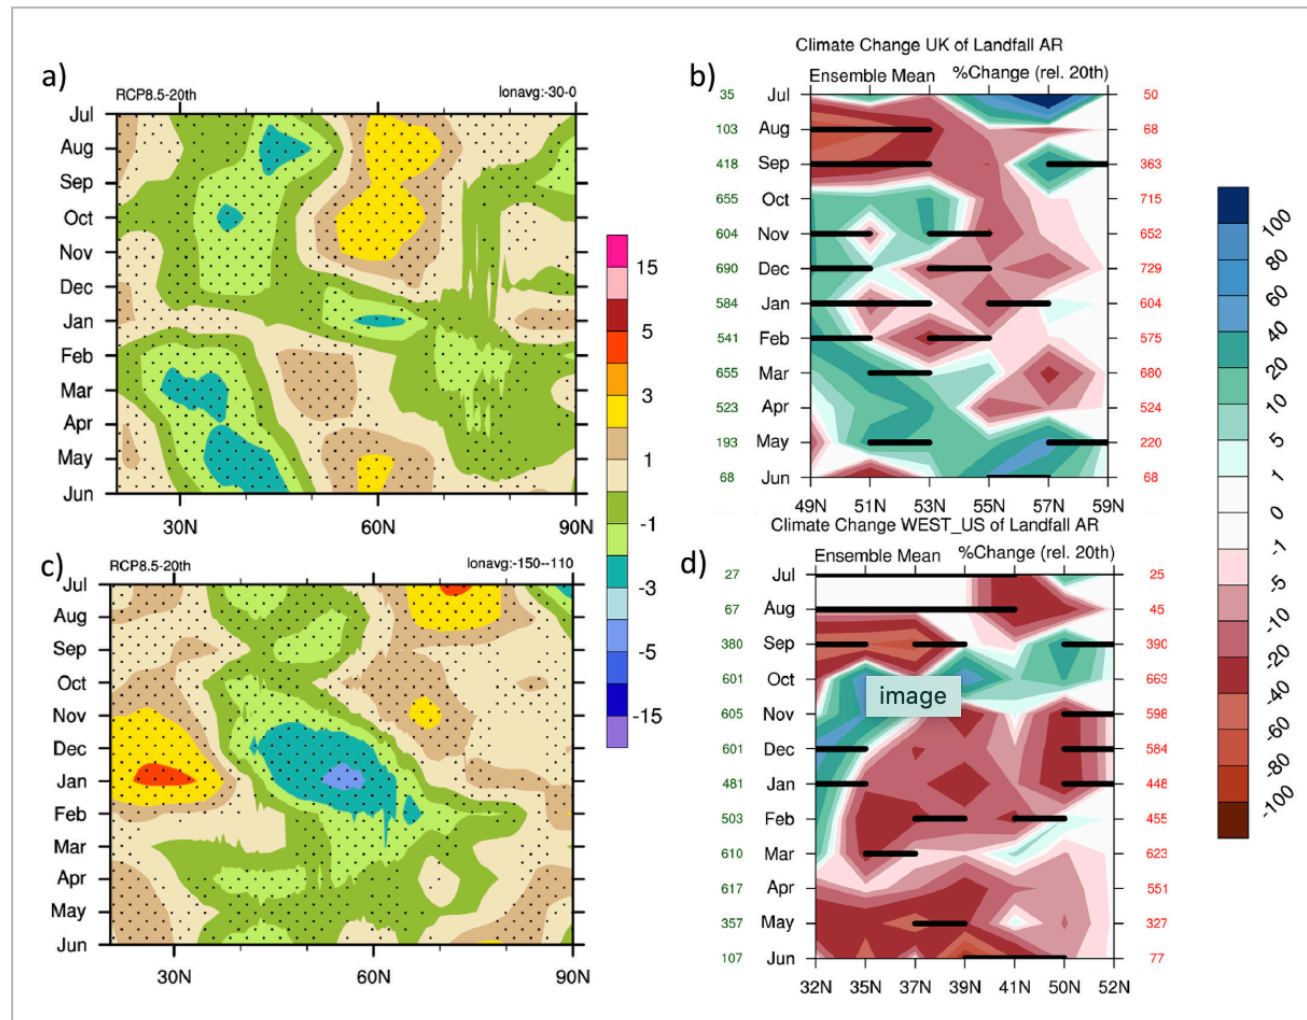 a)
RCP8.5-20th lonavg:-30-0
Jul
Aug
Sep
Oct
Nov
Dec
Jan
Feb
Mar
Apr
May
Jun
30N 60N 90N
15
5
3
1
-1
-3
-5
-15
b)
Climate Change UK of Landfall AR
Ensemble Mean %Change (rel. 20th)
35 Jul 50
103 Aug 68
418 Sep 363
655 Oct 715
604 Nov 652
690 Dec 729
584 Jan 604
541 Feb 575
655 Mar 680
523 Apr 524
193 May 220
68 Jun 68
49N 51N 53N 55N 57N 59N
c)
RCP8.5-20th lonavg:-150--110
Jul
Aug
Sep
Oct
Nov
Dec
Jan
Feb
Mar
Apr
May
Jun
30N 60N 90N
d)
Climate Change WEST_US of Landfall AR
Ensemble Mean %Change (rel. 20th)
27 Jul 25
67 Aug 45
380 Sep 390
601 Oct 663
605 Nov 598
601 Dec 584
481 Jan 448
503 Feb 455
610 Mar 623
617 Apr 551
357 May 327
107 Jun 77
32N 35N 37N 39N 41N 50N 52N
image
100
80
60
40
20
10
5
1
0
-1
-5
-10
-20
-40
-60
-80
-100